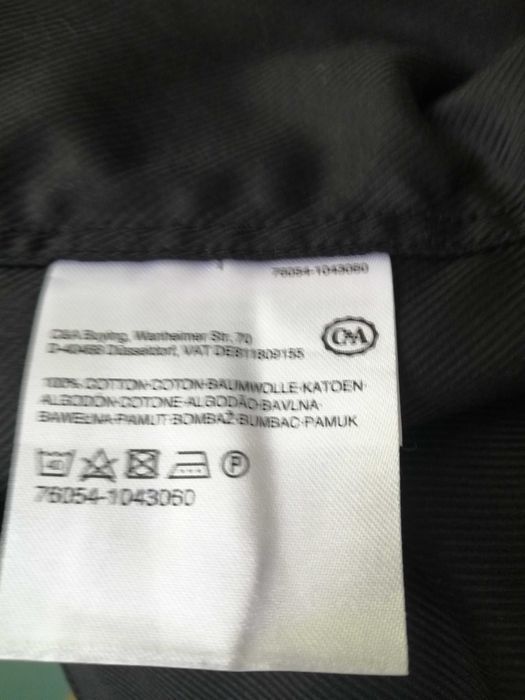 76054-1043060
C&A Buying, Wanheimer Str. 70
D-40468 Düsseldorf, VAT DE811809155
C&A
100% COTTON·COTON·BAUMWOLLE·KATOEN·
ALGODÓN·COTONE·ALGODÃO·BAVLNA·
BAWEŁNA·PAMUT·BOMBAŽ·BUMBAC·PAMUK
40 P
76054-1043060